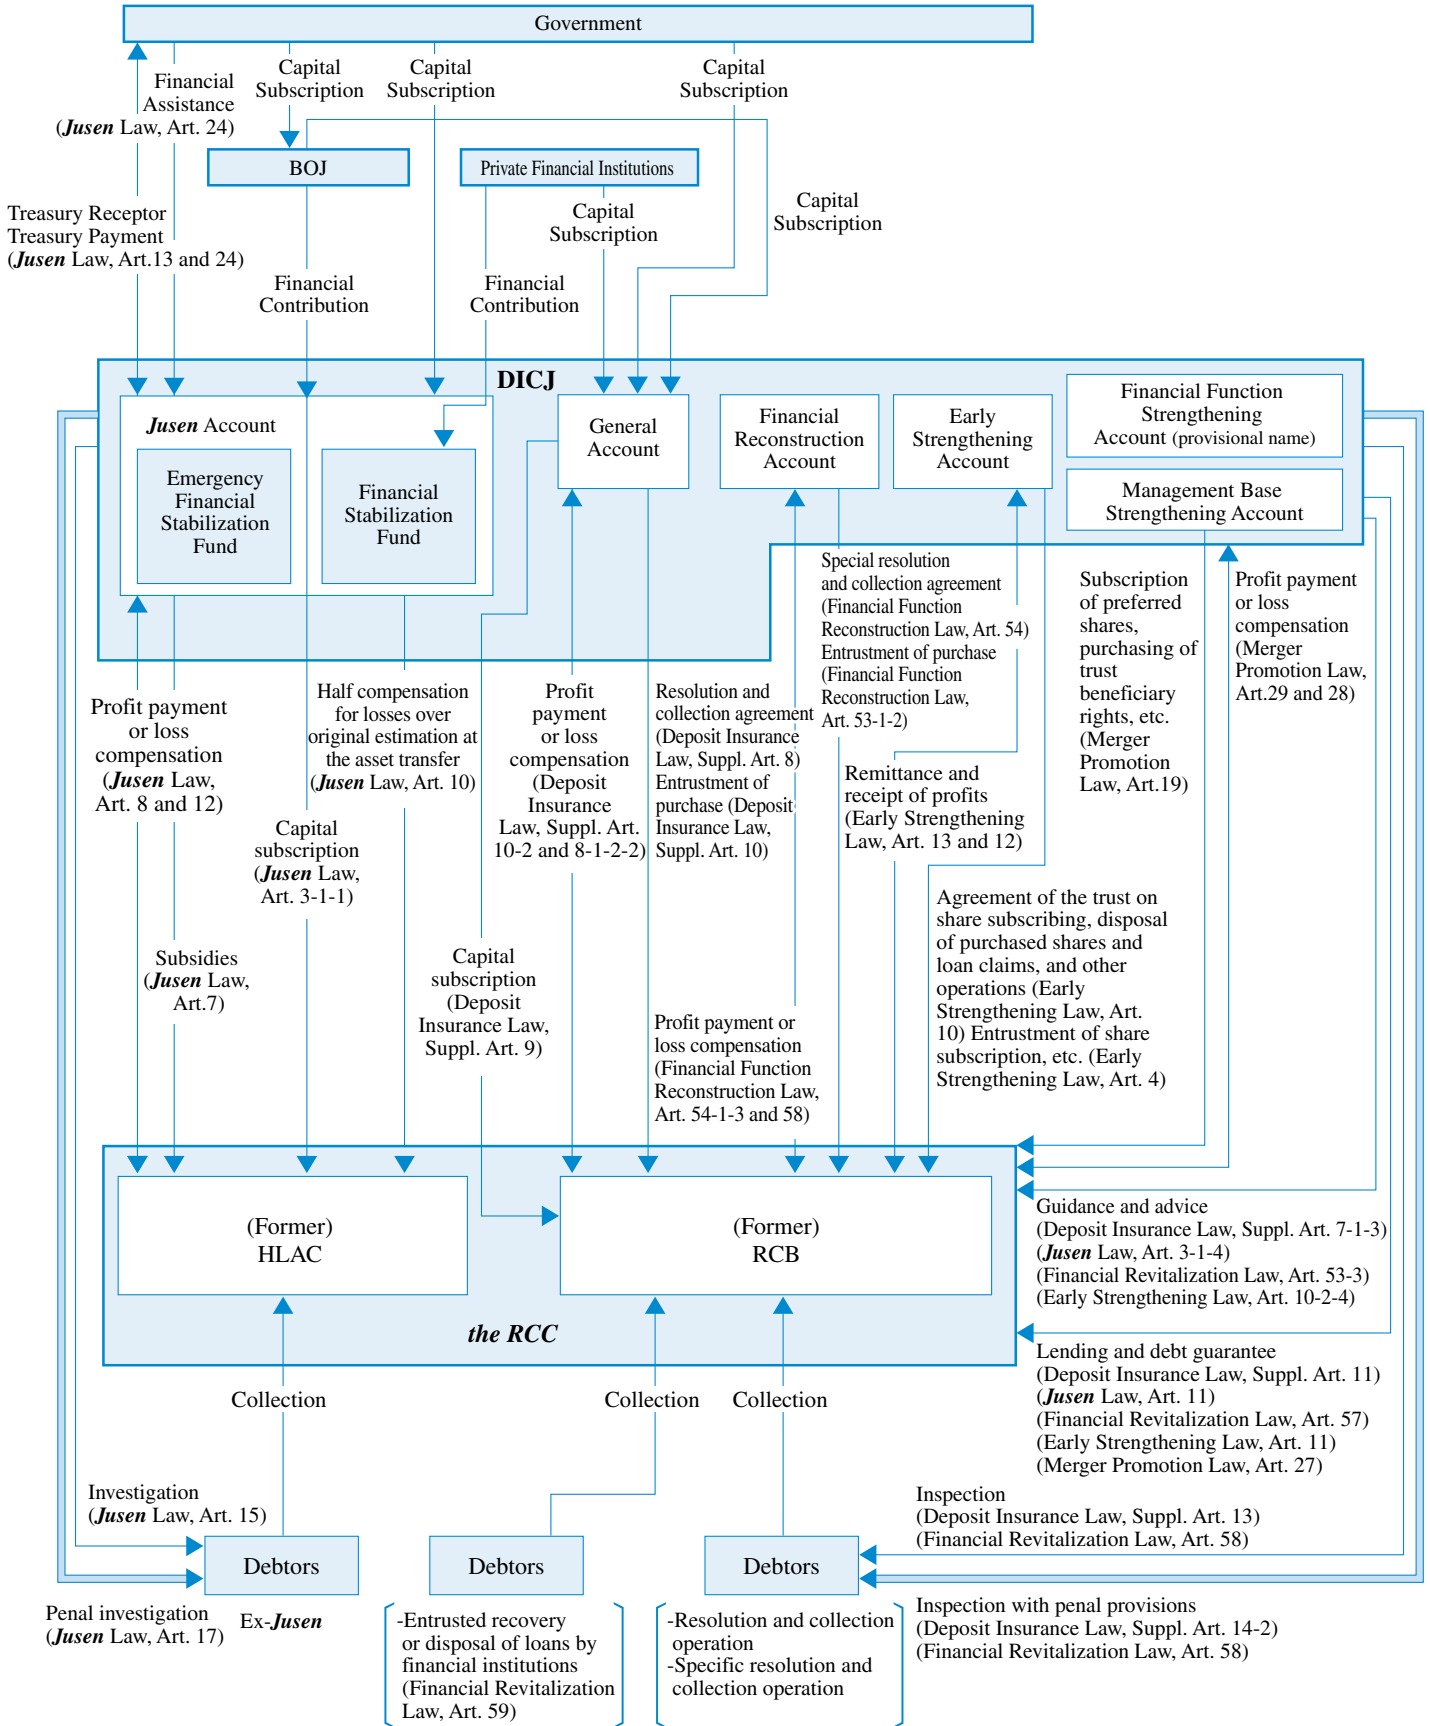 Government
Financial
Assistance
(Jusen Law, Art. 24)
Capital
Subscription
Capital
Subscription
Capital
Subscription
BOJ
Private Financial Institutions
Treasury Receptor
Treasury Payment
(Jusen Law, Art.13 and 24)
Capital
Subscription
Capital
Subscription
Financial
Contribution
Financial
Contribution
DICJ
Jusen Account
Emergency
Financial
Stabilization
Fund
Financial
Stabilization
Fund
General
Account
Financial
Reconstruction
Account
Early
Strengthening
Account
Financial Function
Strengthening
Account (provisional name)
Management Base
Strengthening Account
Profit payment
or loss
compensation
(Jusen Law,
Art. 8 and 12)
Subsidies
(Jusen Law,
Art.7)
Capital
subscription
(Jusen Law,
Art. 3-1-1)
Half compensation
for losses over
original estimation at
the asset transfer
(Jusen Law, Art. 10)
Capital
subscription
(Deposit
Insurance Law,
Suppl. Art. 9)
Profit
payment
or loss
compensation
(Deposit
Insurance
Law, Suppl. Art.
10-2 and 8-1-2-2)
Resolution and
collection agreement
(Deposit Insurance
Law, Suppl. Art. 8)
Entrustment of
purchase (Deposit
Insurance Law,
Suppl. Art. 10)
Profit payment or
loss compensation
(Financial Function
Reconstruction Law,
Art. 54-1-3 and 58)
Special resolution
and collection agreement
(Financial Function
Reconstruction Law, Art. 54)
Entrustment of purchase
(Financial Function
Reconstruction Law,
Art. 53-1-2)
Remittance and
receipt of profits
(Early Strengthening
Law, Art. 13 and 12)
Agreement of the trust on
share subscribing, disposal
of purchased shares and
loan claims, and other
operations (Early
Strengthening Law, Art.
10) Entrustment of share
subscription, etc. (Early
Strengthening Law, Art. 4)
Subscription
of preferred
shares,
purchasing of
trust
beneficiary
rights, etc.
(Merger
Promotion
Law, Art.19)
Profit payment
or loss
compensation
(Merger
Promotion Law,
Art.29 and 28)
(Former)
HLAC
(Former)
RCB
the RCC
Guidance and advice
(Deposit Insurance Law, Suppl. Art. 7-1-3)
(Jusen Law, Art. 3-1-4)
(Financial Revitalization Law, Art. 53-3)
(Early Strengthening Law, Art. 10-2-4)
Lending and debt guarantee
(Deposit Insurance Law, Suppl. Art. 11)
(Jusen Law, Art. 11)
(Financial Revitalization Law, Art. 57)
(Early Strengthening Law, Art. 11)
(Merger Promotion Law, Art. 27)
Collection
Collection
Collection
Investigation
(Jusen Law, Art. 15)
Inspection
(Deposit Insurance Law, Suppl. Art. 13)
(Financial Revitalization Law, Art. 58)
Debtors
Debtors
Debtors
Penal investigation
(Jusen Law, Art. 17)
Ex-Jusen
-Entrusted recovery
or disposal of loans by
financial institutions
(Financial Revitalization
Law, Art. 59)
-Resolution and collection
operation
-Specific resolution and
collection operation
Inspection with penal provisions
(Deposit Insurance Law, Suppl. Art. 14-2)
(Financial Revitalization Law, Art. 58)